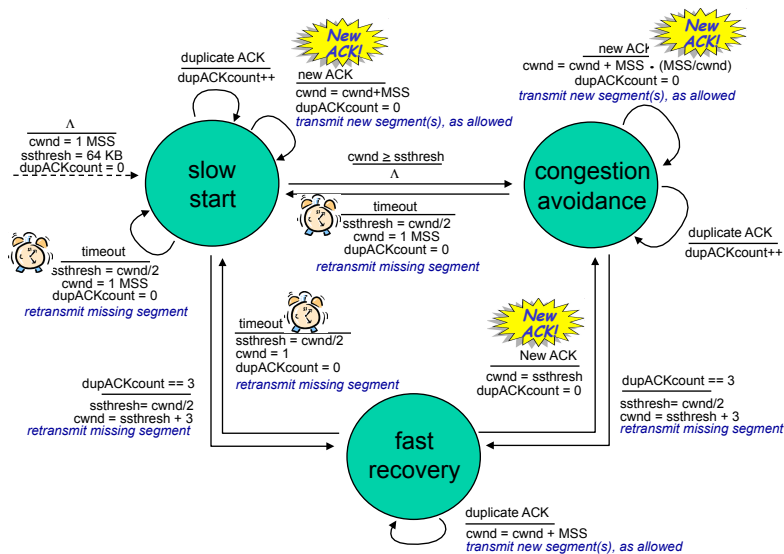 New
ACK!
duplicate ACK
dupACKcount++
new ACK
cwnd = cwnd+MSS
dupACKcount = 0
transmit new segment(s), as allowed
New
ACK!
new ACK
cwnd = cwnd + MSS • (MSS/cwnd)
dupACKcount = 0
transmit new segment(s), as allowed
Λ
cwnd = 1 MSS
ssthresh = 64 KB
dupACKcount = 0
slow
start
cwnd ≥ ssthresh
Λ
congestion
avoidance
timeout
ssthresh = cwnd/2
cwnd = 1 MSS
dupACKcount = 0
retransmit missing segment
duplicate ACK
dupACKcount++
timeout
ssthresh = cwnd/2
cwnd = 1 MSS
dupACKcount = 0
retransmit missing segment
timeout
ssthresh = cwnd/2
cwnd = 1
dupACKcount = 0
retransmit missing segment
New
ACK!
New ACK
cwnd = ssthresh
dupACKcount = 0
dupACKcount == 3
ssthresh= cwnd/2
cwnd = ssthresh + 3
retransmit missing segment
dupACKcount == 3
ssthresh= cwnd/2
cwnd = ssthresh + 3
retransmit missing segment
fast
recovery
duplicate ACK
cwnd = cwnd + MSS
transmit new segment(s), as allowed